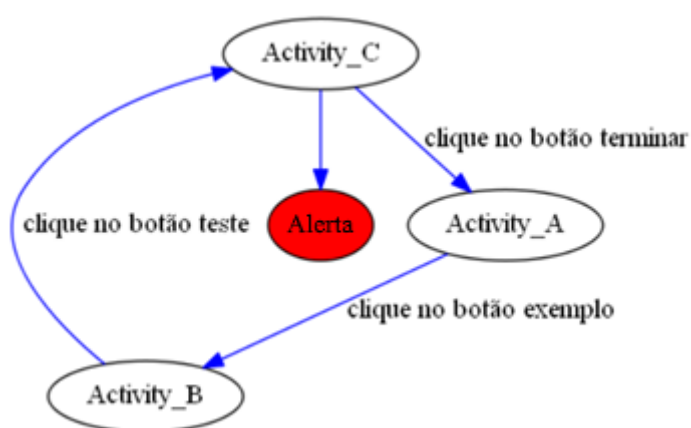 Activity_C
clique no botão terminar
clique no botão teste
Alerta
Activity_A
clique no botão exemplo
Activity_B